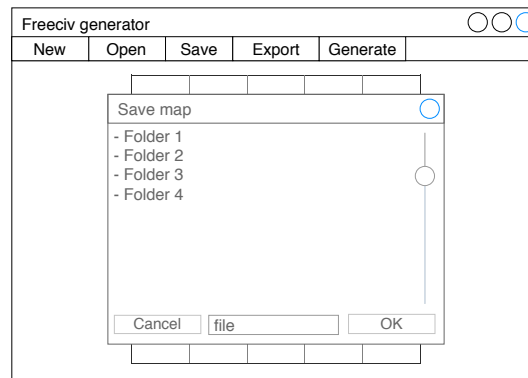 Freeciv generator
New Open Save Export Generate
Save map
- Folder 1
- Folder 2
- Folder 3
- Folder 4
Cancel file OK